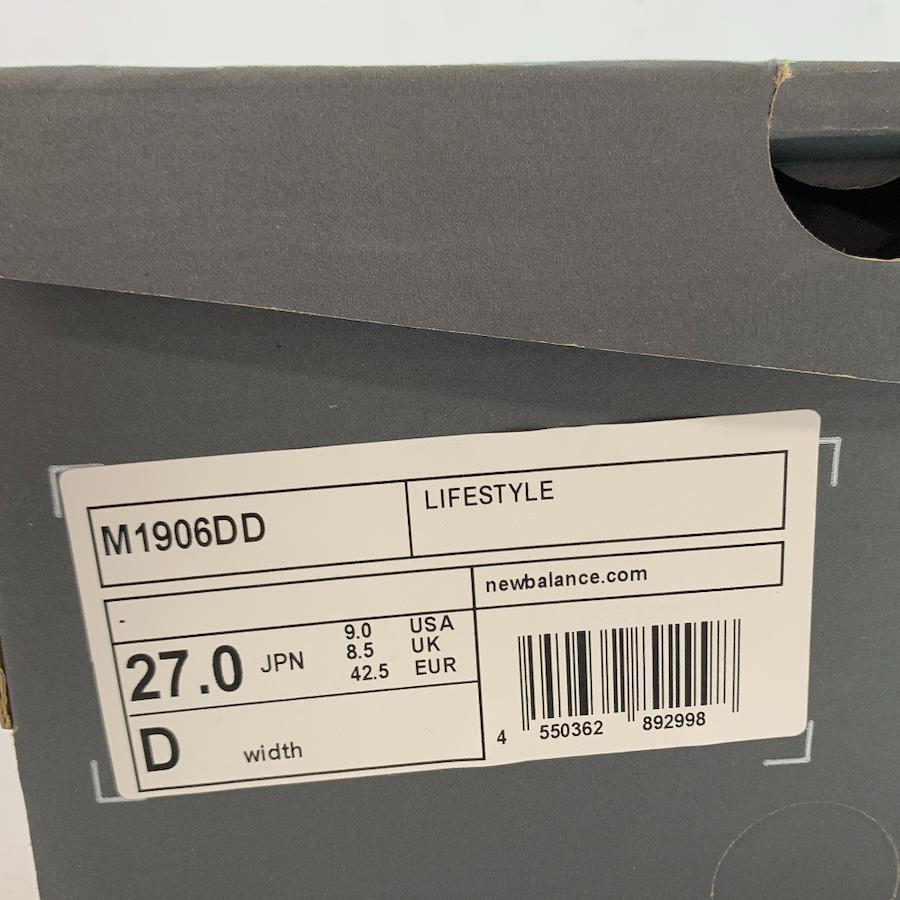 M1906DD
LIFESTYLE
newbalance.com
-
27.0 JPN
9.0 USA
8.5 UK
42.5 EUR
D width
4 550362 892998